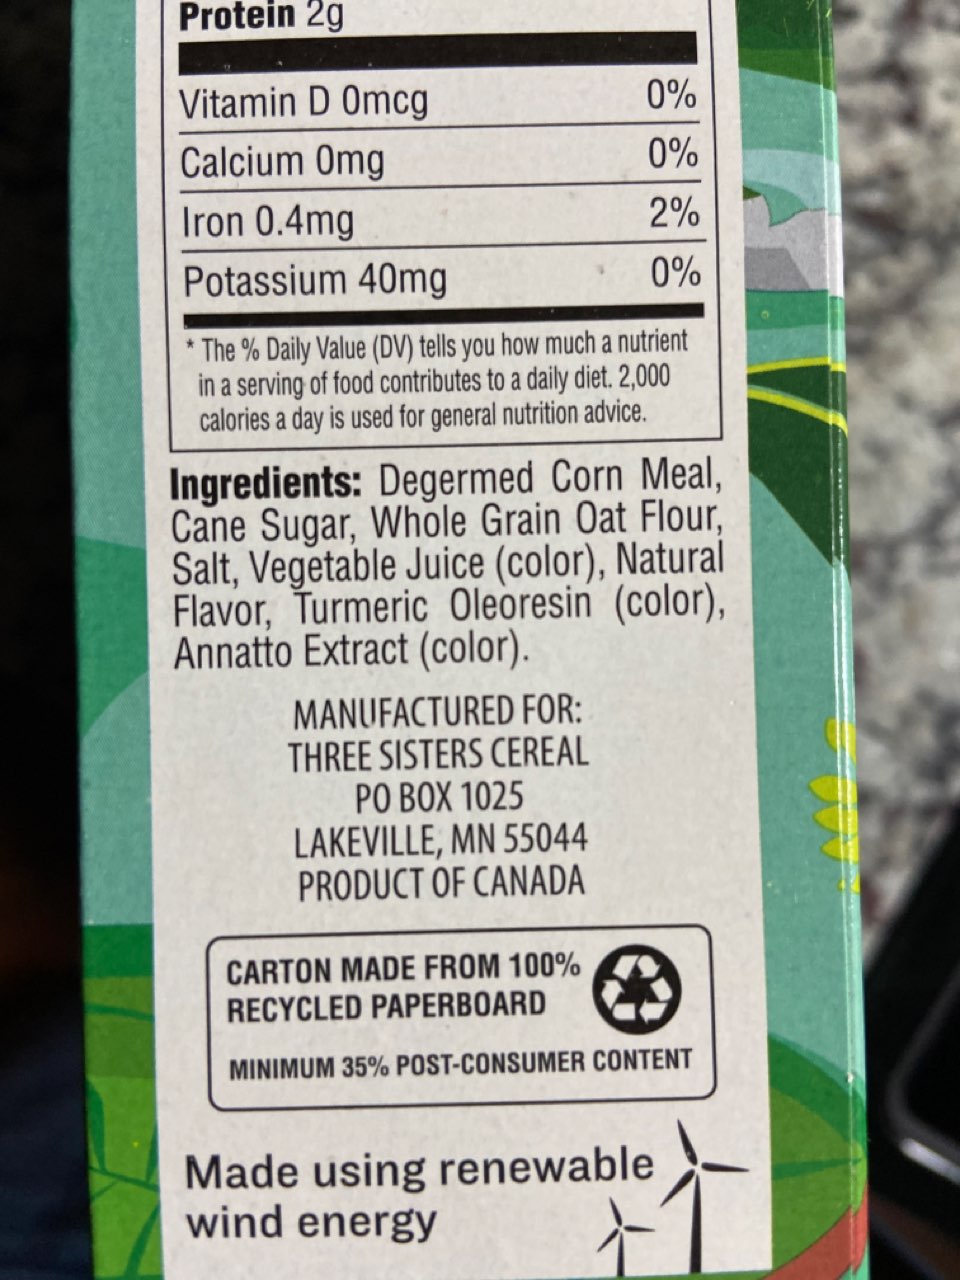 Protein 2g
Vitamin D 0mcg 0%
Calcium 0mg 0%
Iron 0.4mg 2%
Potassium 40mg 0%
* The % Daily Value (DV) tells you how much a nutrient
in a serving of food contributes to a daily diet. 2,000
calories a day is used for general nutrition advice.
Ingredients: Degermed Corn Meal,
Cane Sugar, Whole Grain Oat Flour,
Salt, Vegetable Juice (color), Natural
Flavor, Turmeric Oleoresin (color),
Annatto Extract (color).
MANUFACTURED FOR:
THREE SISTERS CEREAL
PO BOX 1025
LAKEVILLE, MN 55044
PRODUCT OF CANADA
CARTON MADE FROM 100%
RECYCLED PAPERBOARD
MINIMUM 35% POST-CONSUMER CONTENT
Made using renewable
wind energy